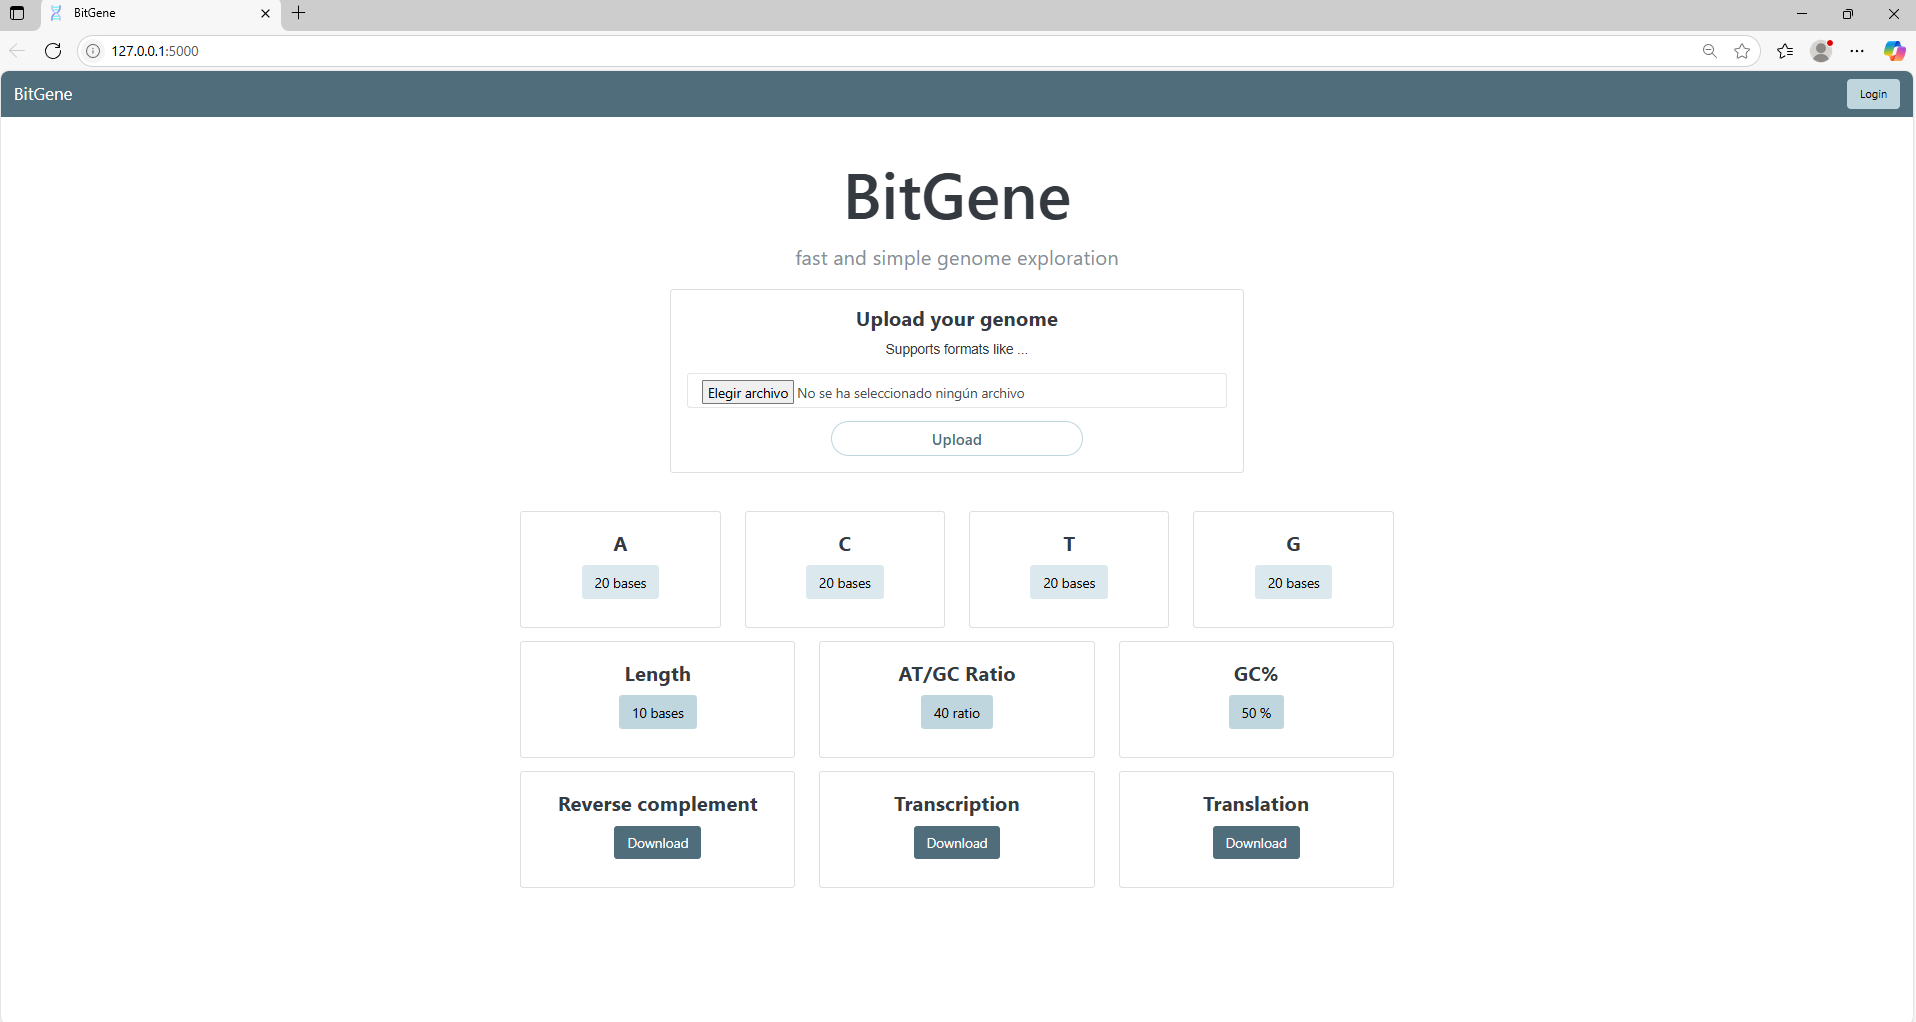 BitGene
127.0.0.1:5000
BitGene
Login
BitGene
fast and simple genome exploration
Upload your genome
Supports formats like ...
Elegir archivo No se ha seleccionado ningún archivo
Upload
A C T G
20 bases 20 bases 20 bases 20 bases
Length AT/GC Ratio GC%
10 bases 40 ratio 50 %
Reverse complement Transcription Translation
Download Download Download